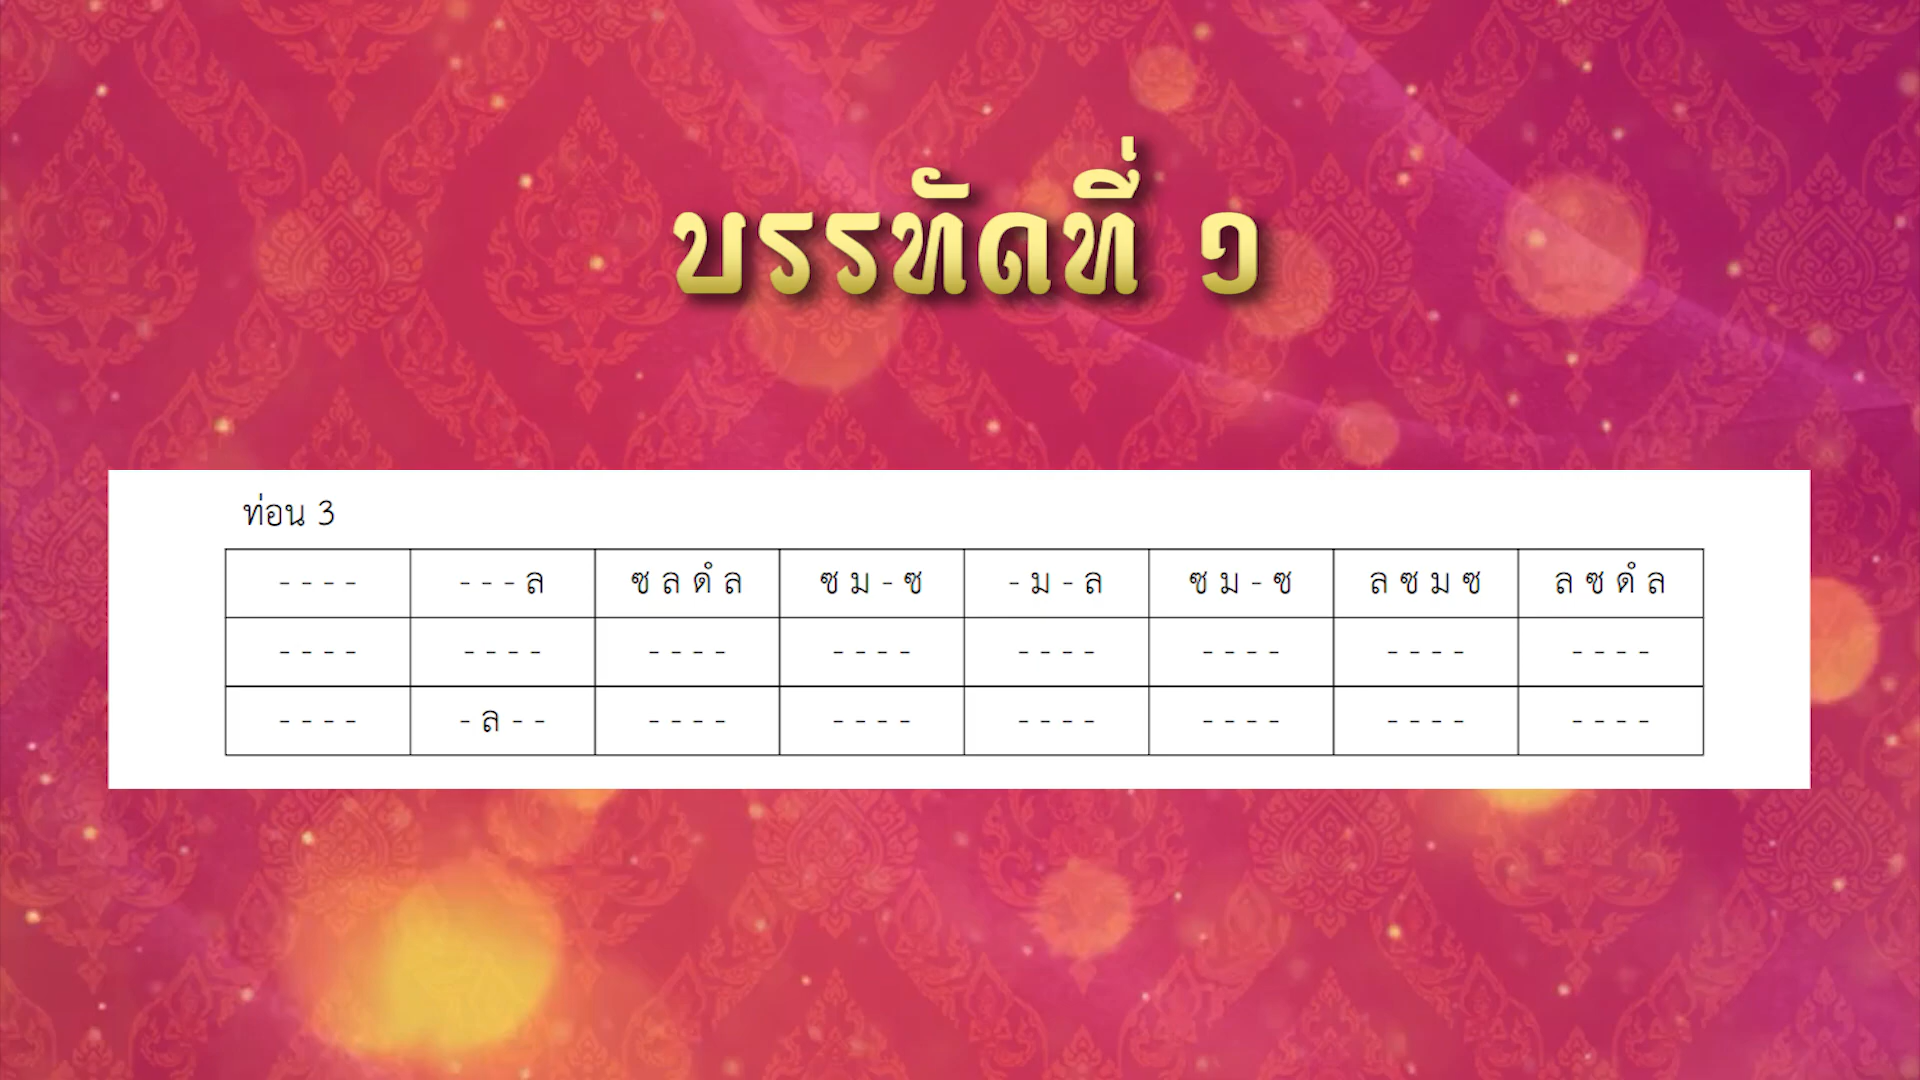 บรรทัดที่ ๑
ท่อน 3
- - - - - - - ล ซ ล ดํ ล ซ ม - ซ - ม - ล ซ ม - ซ ล ซ ม ซ ล ซ ดํ ล
- - - - - - - - - - - - - - - - - - - - - - - - - - - - - - - -
- - - - - ล - - - - - - - - - - - - - - - - - - - - - - - - - -